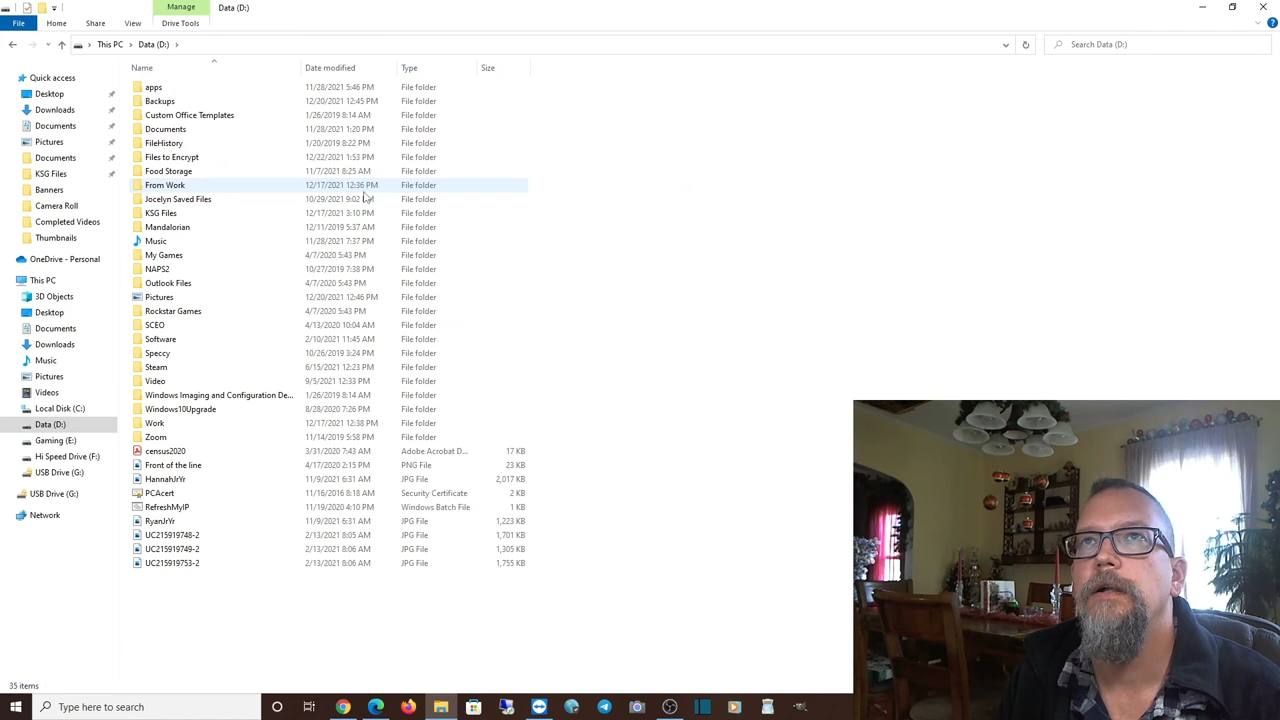 Manage
Data (D:)
File
Home
Share
View
Drive Tools
This PC
Data (D:)
Search Data (D:)
Name
Date modified
Type
Size
Quick access
Desktop
Downloads
Documents
Pictures
Documents
KSG Files
Banners
Camera Roll
Completed Videos
Thumbnails
OneDrive - Personal
This PC
3D Objects
Desktop
Documents
Downloads
Music
Pictures
Videos
Local Disk (C:)
Data (D:)
Gaming (E:)
Hi Speed Drive (F:)
USB Drive (G:)
USB Drive (G:)
Network
apps 11/28/2021 5:46 PM File folder
Backups 12/20/2021 12:45 PM File folder
Custom Office Templates 1/26/2019 8:14 AM File folder
Documents 11/28/2021 1:20 PM File folder
FileHistory 1/20/2019 8:22 PM File folder
Files to Encrypt 12/22/2021 1:53 PM File folder
Food Storage 11/7/2021 8:25 AM File folder
From Work 12/17/2021 12:36 PM File folder
Jocelyn Saved Files 10/29/2021 9:02 File folder
KSG Files 12/17/2021 3:10 PM File folder
Mandalorian 12/11/2019 5:37 AM File folder
Music 11/28/2021 7:37 PM File folder
My Games 4/7/2020 5:43 PM File folder
NAPS2 10/27/2019 7:38 PM File folder
Outlook Files 4/7/2020 5:43 PM File folder
Pictures 12/20/2021 12:46 PM File folder
Rockstar Games 4/7/2020 5:43 PM File folder
SCEO 4/13/2020 10:04 AM File folder
Software 2/10/2021 11:45 AM File folder
Speccy 10/26/2019 3:24 PM File folder
Steam 6/15/2021 12:23 PM File folder
Video 9/5/2021 12:33 PM File folder
Windows Imaging and Configuration De... 1/26/2019 8:14 AM File folder
Windows10Upgrade 8/28/2020 7:26 PM File folder
Work 12/17/2021 12:38 PM File folder
Zoom 11/14/2019 5:58 PM File folder
census2020 3/31/2020 7:43 AM Adobe Acrobat D... 17 KB
Front of the line 4/17/2020 2:15 PM PNG File 23 KB
HannahJrYr 11/9/2021 6:31 AM JPG File 2,017 KB
PCAcert 11/16/2016 8:18 AM Security Certificate 2 KB
RefreshMyIP 11/19/2020 4:10 PM Windows Batch File 1 KB
RyanJrYr 11/9/2021 6:31 AM JPG File 1,223 KB
UC215919748-2 2/13/2021 8:05 AM JPG File 1,701 KB
UC215919749-2 2/13/2021 8:06 AM JPG File 1,305 KB
UC215919753-2 2/13/2021 8:06 AM JPG File 1,755 KB
35 items
Type here to search